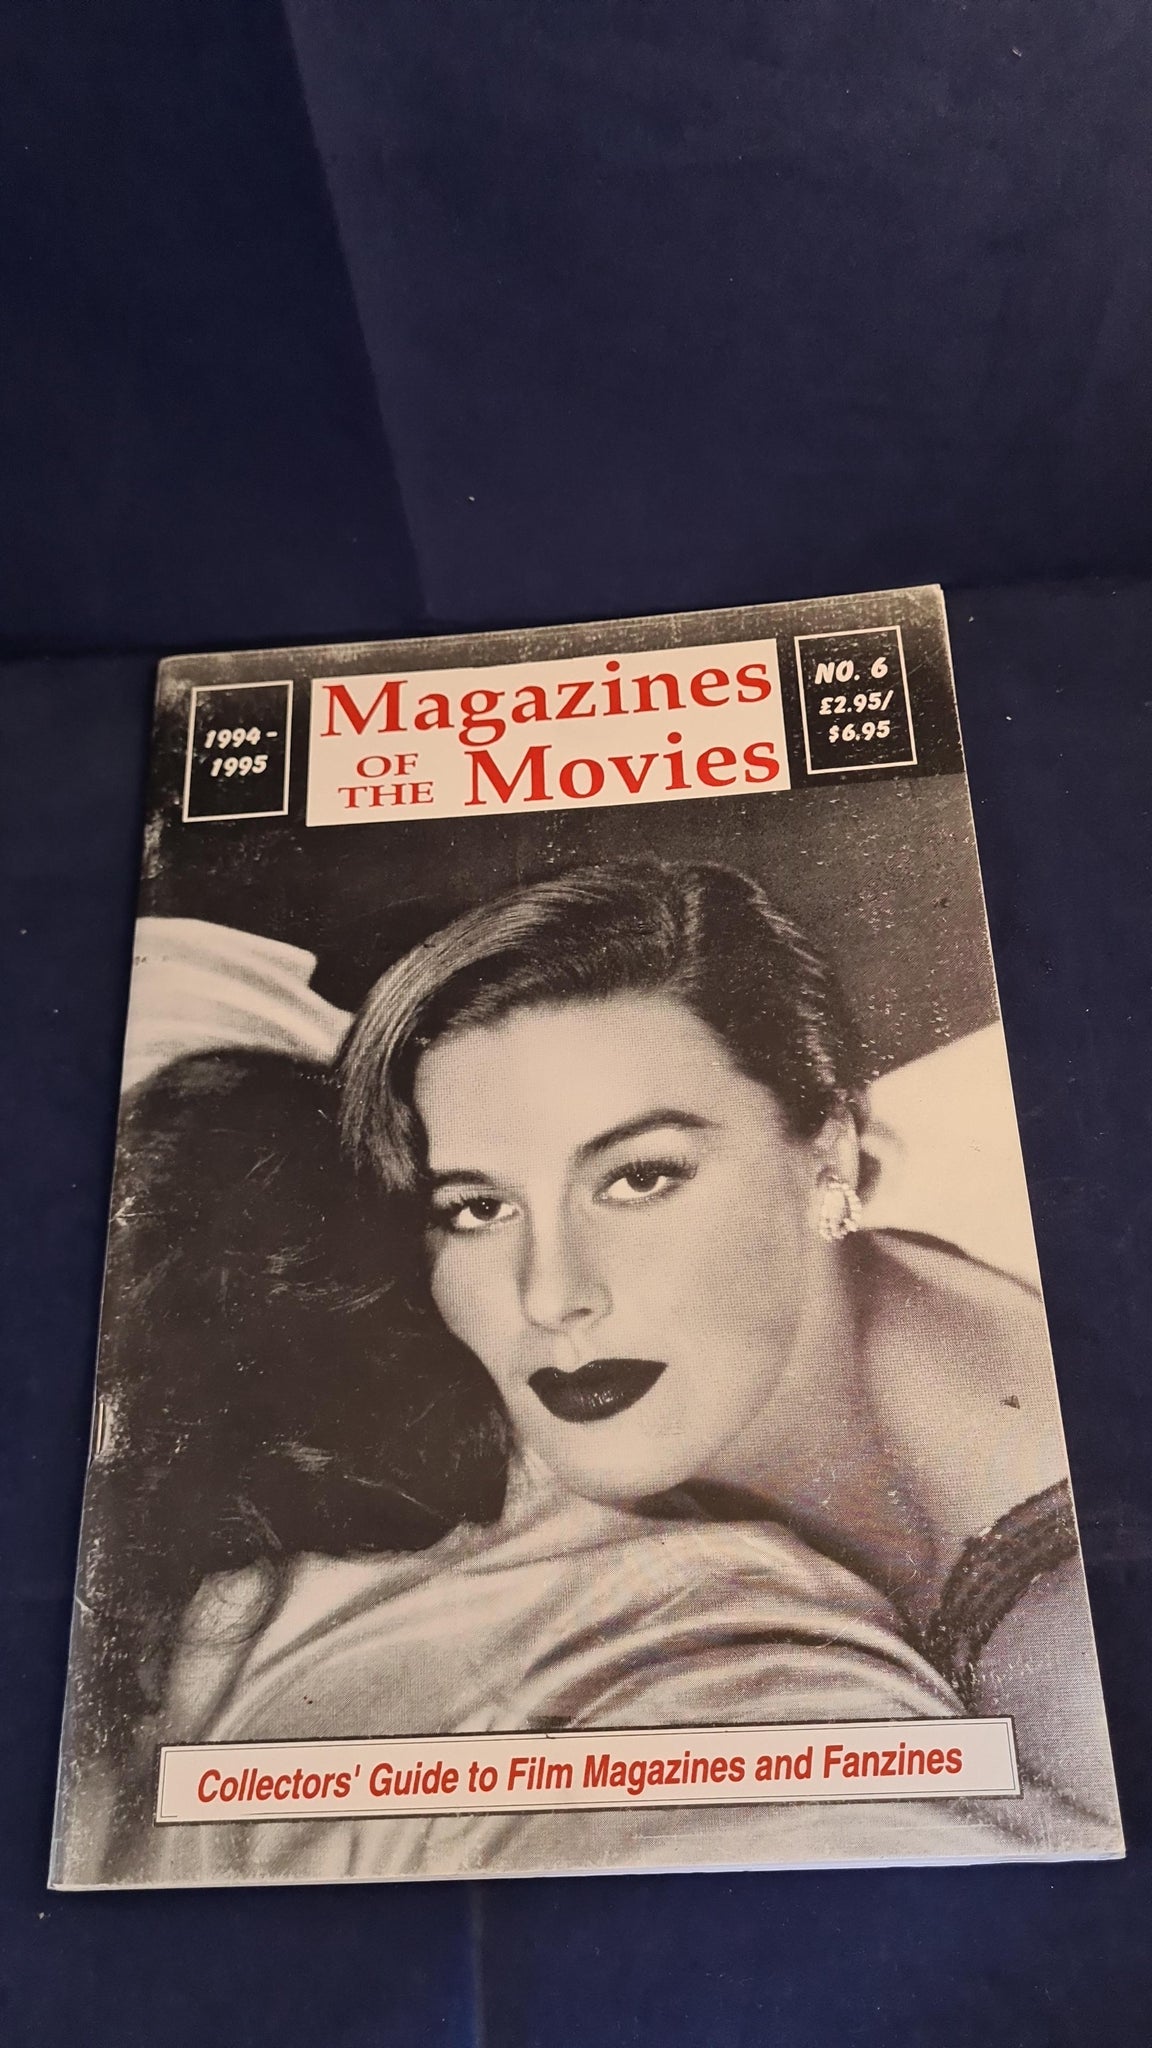 1994-
1995
Magazines
OF
THE Movies
NO. 6
£2.95/
$6.95
Collectors' Guide to Film Magazines and Fanzines